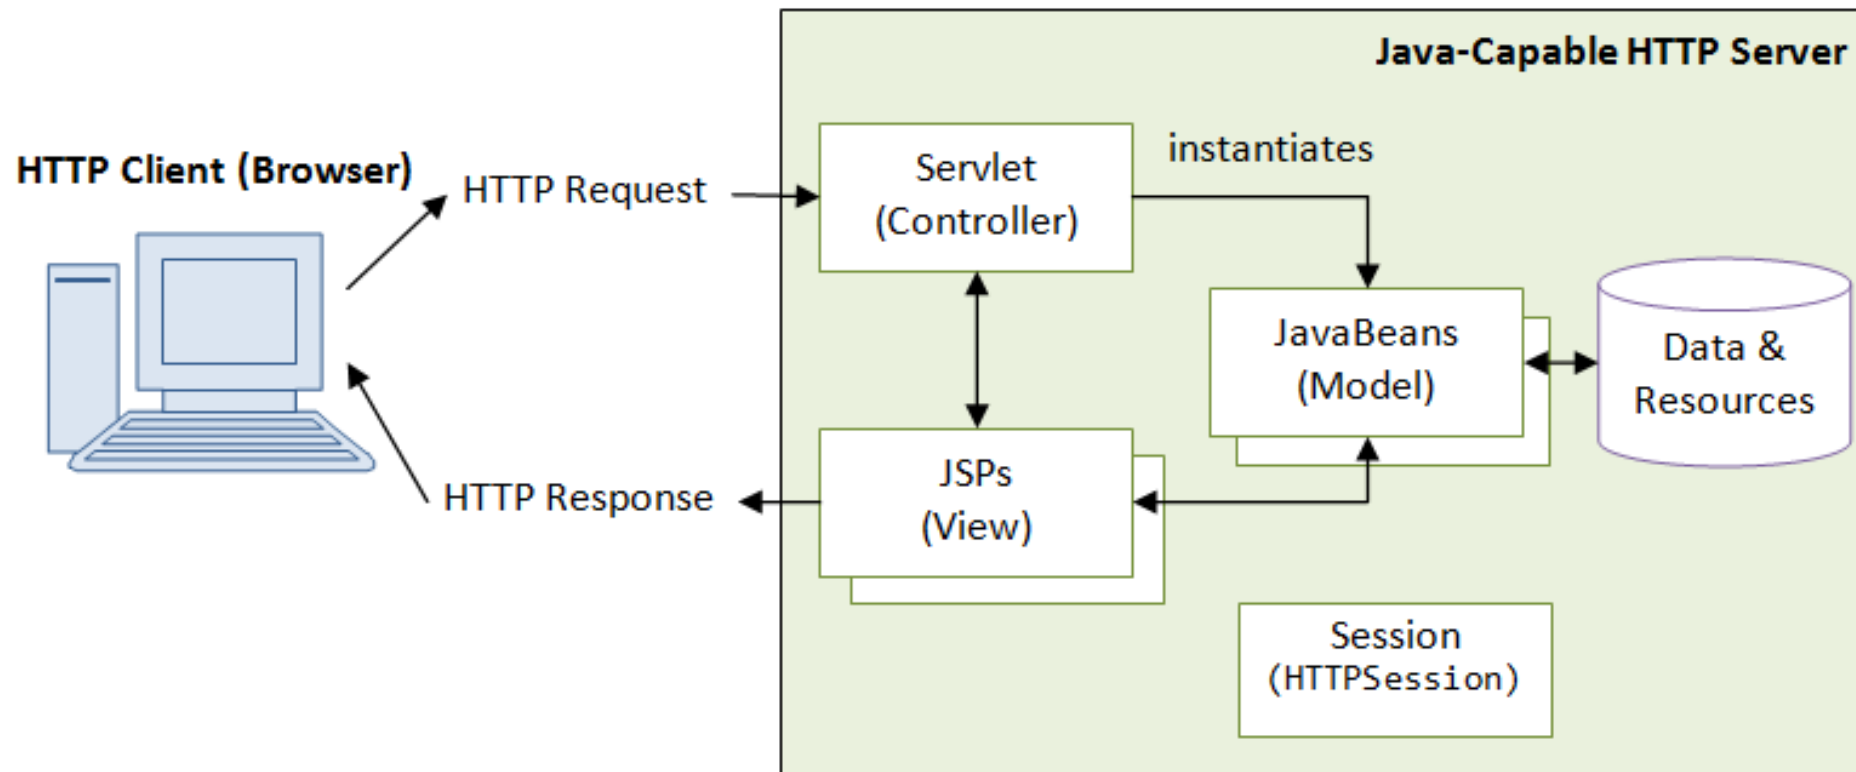 Java-Capable HTTP Server
HTTP Client (Browser)
HTTP Request
Servlet
(Controller)
instantiates
JavaBeans
(Model)
Data &
Resources
HTTP Response
JSPs
(View)
Session
(HTTPSession)